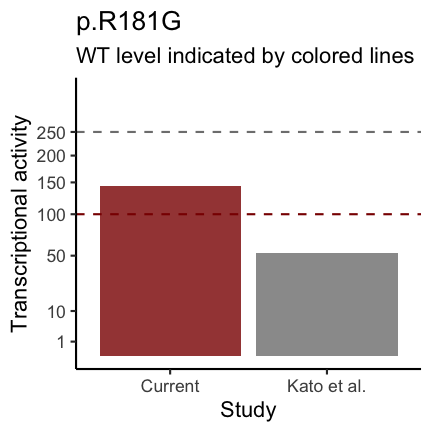 p.R181G
WT level indicated by colored lines
Transcriptional activity
250
200
150
100
50
10
1
Current
Kato et al.
Study